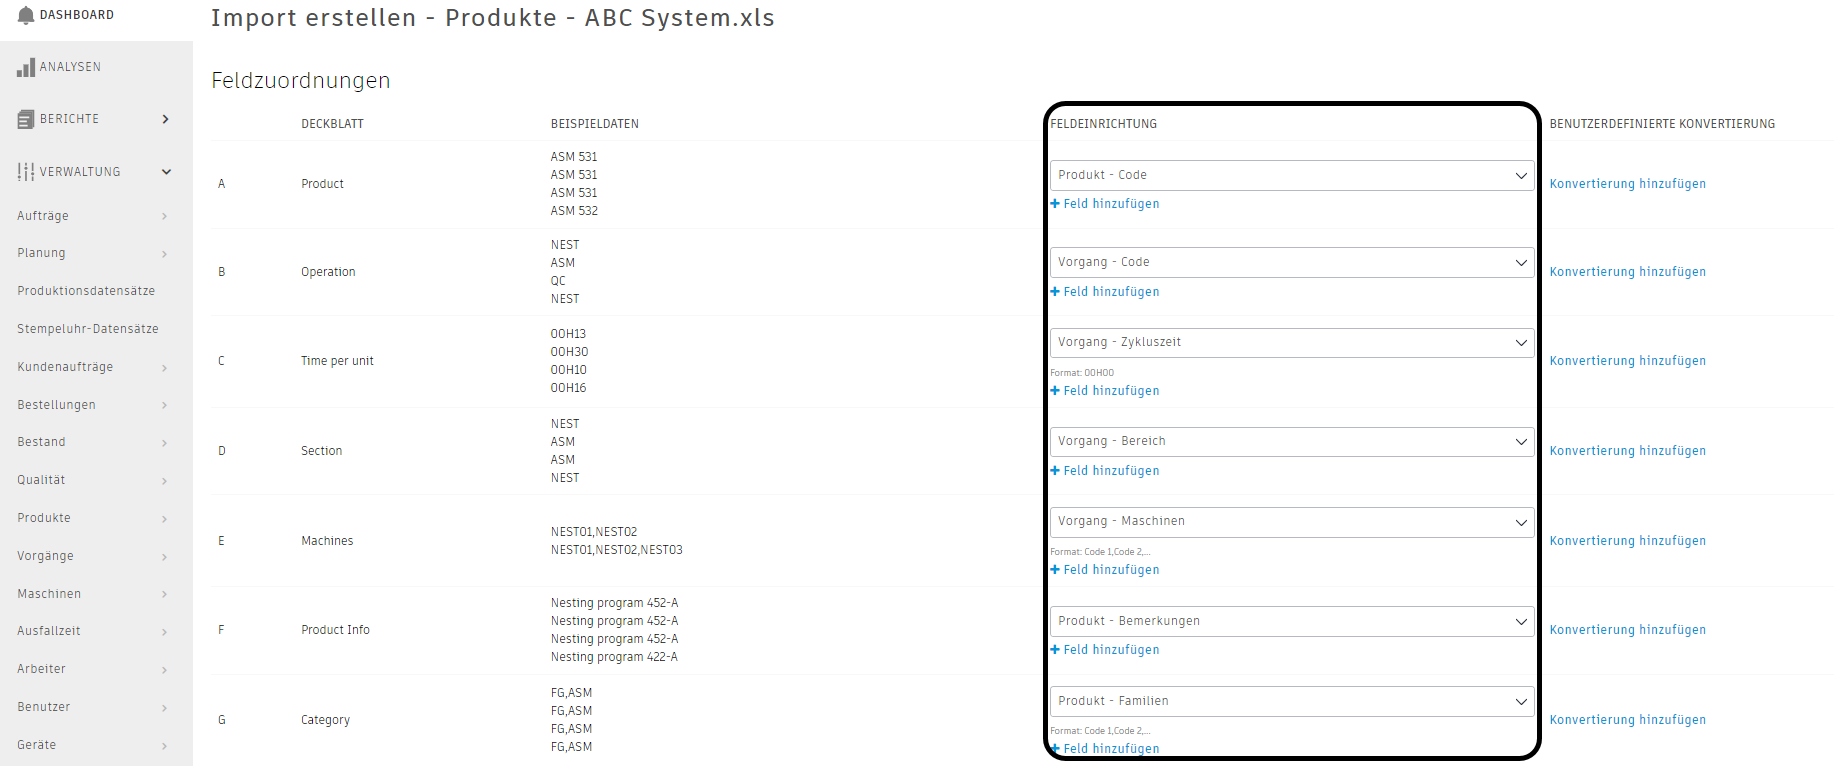 DASHBOARD
ANALYSEN
BERICHTE
VERWALTUNG
Aufträge
Planung
Produktionsdatensätze
Stempeluhr-Datensätze
Kundenaufträge
Bestellungen
Bestand
Qualität
Produkte
Vorgänge
Maschinen
Ausfallzeit
Arbeiter
Benutzer
Geräte
Import erstellen - Produkte - ABC System.xls
Feldzuordnungen
DECKBLATT BEISPIELDATEN FELDEINRICHTUNG BENUTZERDEFINIERTE KONVERTIERUNG
A Product
ASM 531
ASM 531
ASM 531
ASM 532
Produkt - Code
+ Feld hinzufügen
Konvertierung hinzufügen
B Operation
NEST
ASM
QC
NEST
Vorgang - Code
+ Feld hinzufügen
Konvertierung hinzufügen
C Time per unit
00H13
00H30
00H10
00H16
Vorgang - Zykluszeit
Format: 00H00
+ Feld hinzufügen
Konvertierung hinzufügen
D Section
NEST
ASM
ASM
NEST
Vorgang - Bereich
+ Feld hinzufügen
Konvertierung hinzufügen
E Machines
NEST01,NEST02
NEST01,NEST02,NEST03
Vorgang - Maschinen
Format: Code 1,Code 2,...
+ Feld hinzufügen
Konvertierung hinzufügen
F Product Info
Nesting program 452-A
Nesting program 452-A
Nesting program 452-A
Nesting program 422-A
Produkt - Bemerkungen
+ Feld hinzufügen
Konvertierung hinzufügen
G Category
FG,ASM
FG,ASM
FG,ASM
FG,ASM
Produkt - Familien
Format: Code 1,Code 2,...
+ Feld hinzufügen
Konvertierung hinzufügen